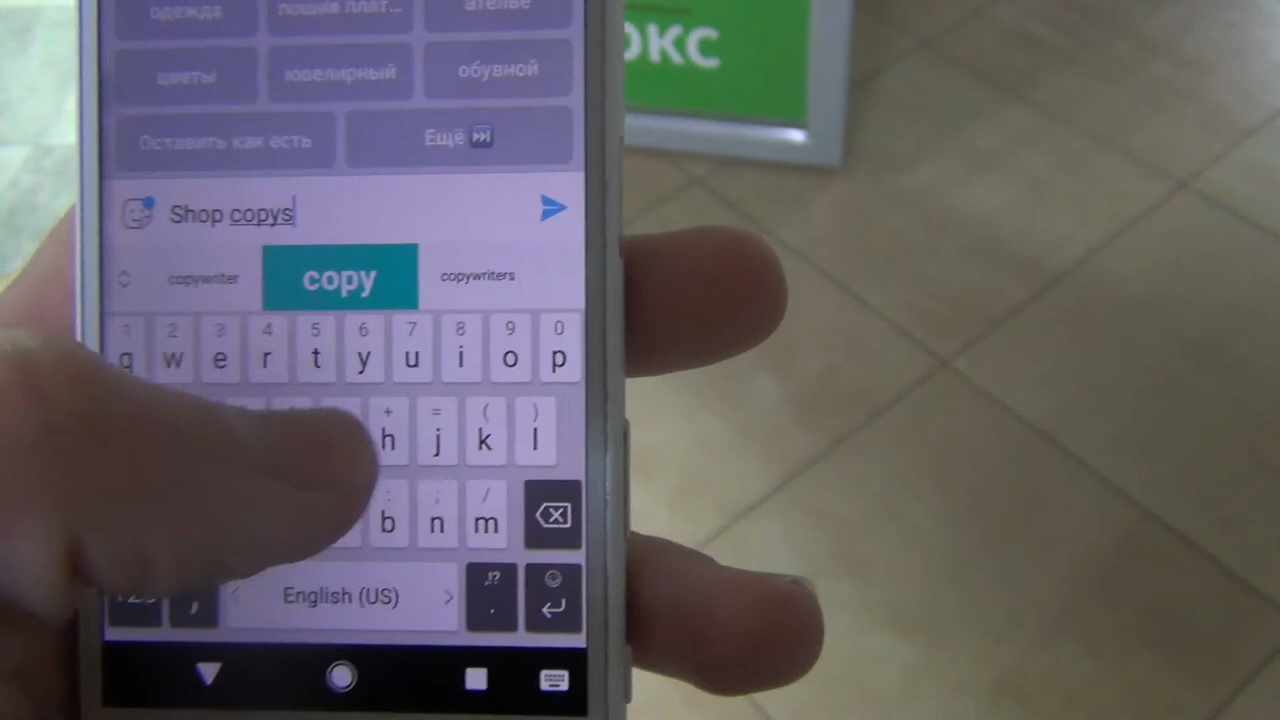 одежда пошив плат... ателье
цветы ювелирный обувной
Оставить как есть Ещё
ОКС
Shop copys
copywriter copy copywriters
1 2 3 4 5 6 7 8 9 0
q w e r t y u i o p
+ = ( )
h j k l
: ; /
b n m
, English (US) ,!? .